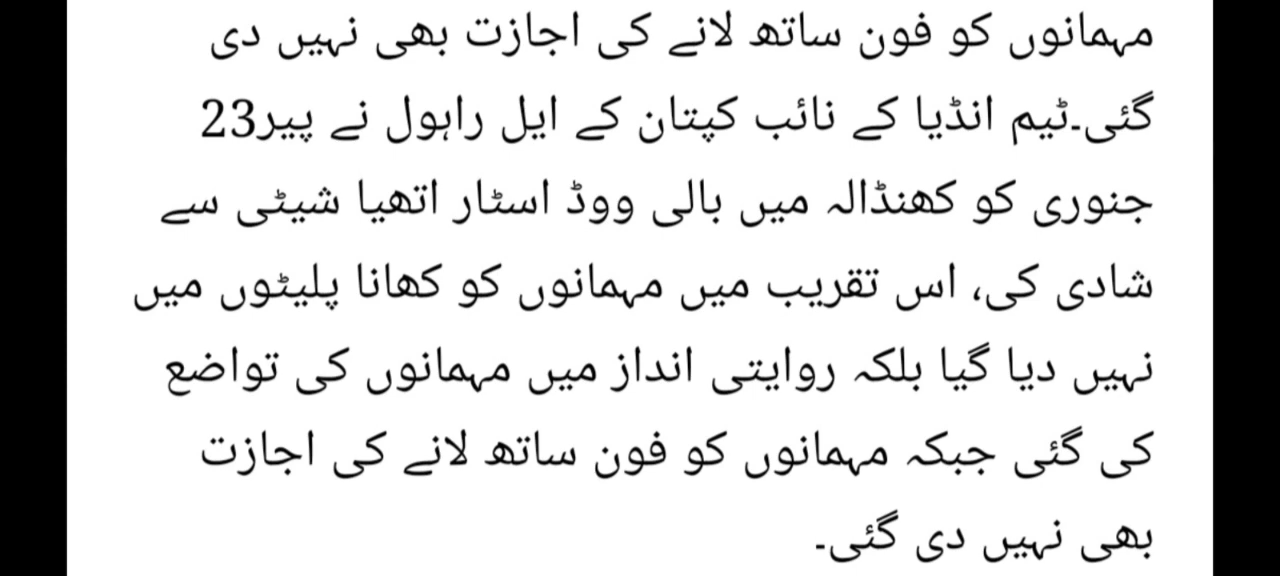 مہمانوں کو فون ساتھ لانے کی اجازت بھی نہیں دی
گئی۔ٹیم انڈیا کے نائب کپتان کے ایل راہول نے پیر23
جنوری کو کھنڈالہ میں بالی ووڈ اسٹار اتھیا شیٹی سے
شادی کی، اس تقریب میں مہمانوں کو کھانا پلیٹوں میں
نہیں دیا گیا بلکہ روایتی انداز میں مہمانوں کی تواضع
کی گئی جبکہ مہمانوں کو فون ساتھ لانے کی اجازت
بھی نہیں دی گئی۔